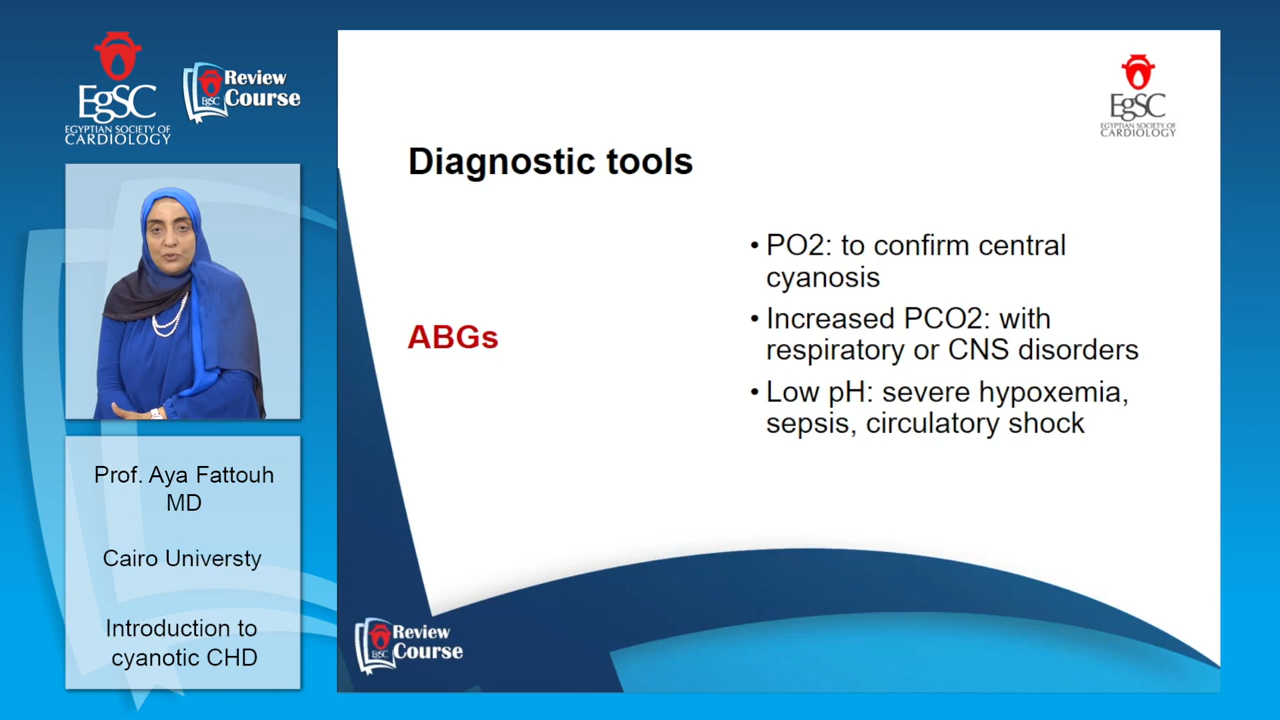 EgSC
EGYPTIAN SOCIETY OF
CARDIOLOGY
Review
Course
EgSC
EgSC
EGYPTIAN SOCIETY OF
CARDIOLOGY
Diagnostic tools
ABGs
• PO2: to confirm central
cyanosis
• Increased PCO2: with
respiratory or CNS disorders
• Low pH: severe hypoxemia,
sepsis, circulatory shock
Prof. Aya Fattouh
MD
Cairo Universty
Introduction to
cyanotic CHD
Review
Course
EgSC